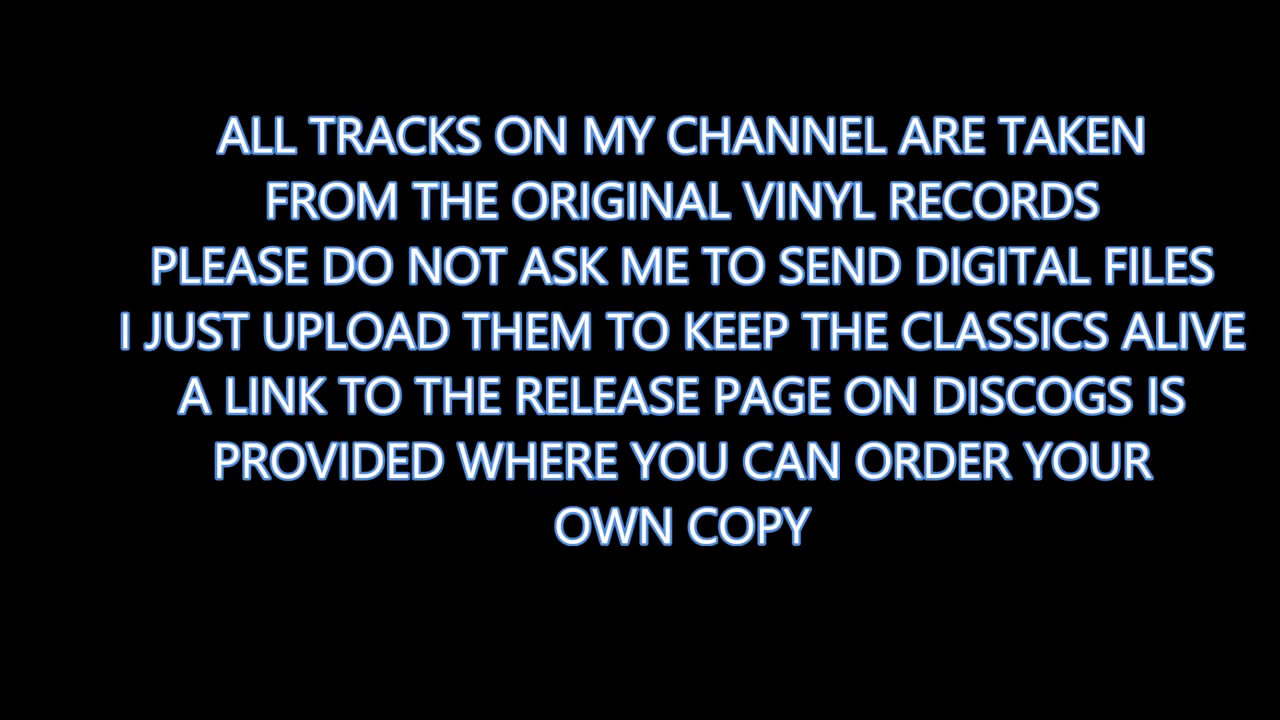 ALL TRACKS ON MY CHANNEL ARE TAKEN
FROM THE ORIGINAL VINYL RECORDS
PLEASE DO NOT ASK ME TO SEND DIGITAL FILES
I JUST UPLOAD THEM TO KEEP THE CLASSICS ALIVE
A LINK TO THE RELEASE PAGE ON DISCOGS IS
PROVIDED WHERE YOU CAN ORDER YOUR
OWN COPY